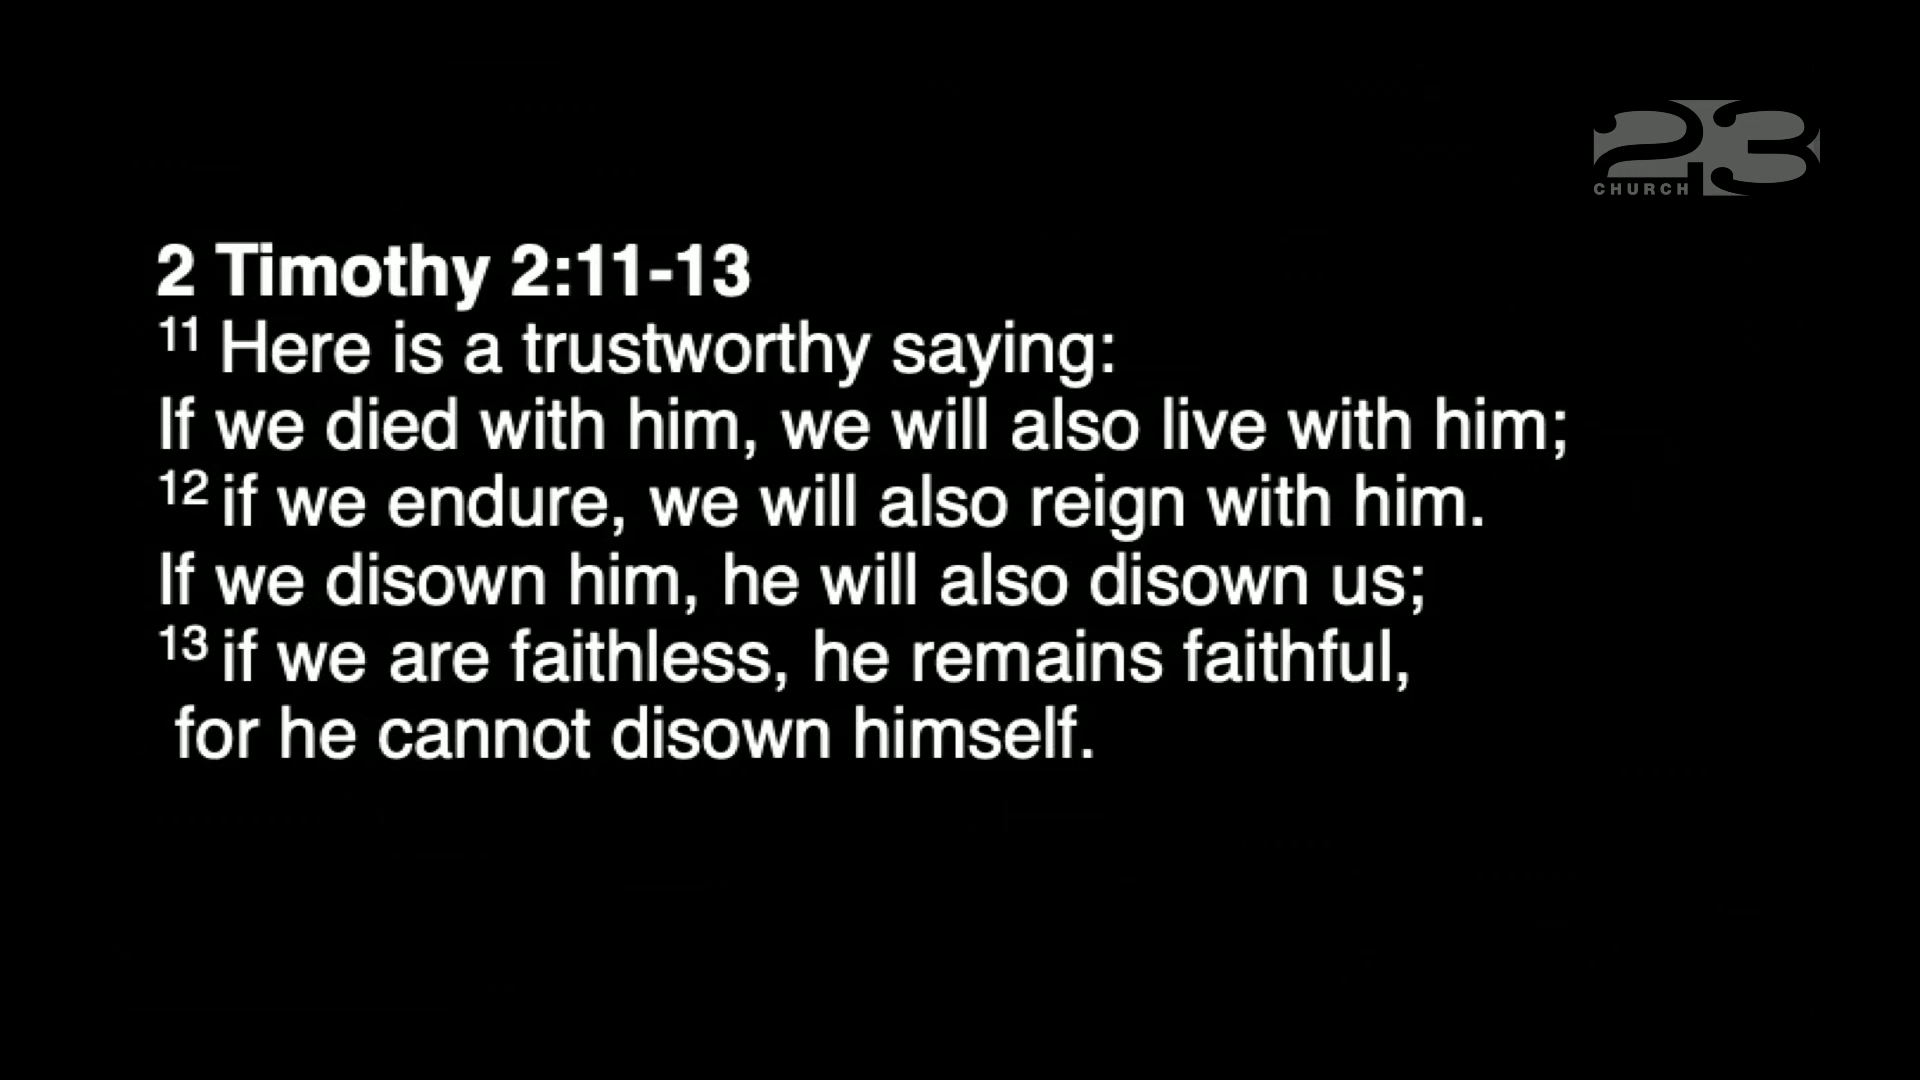 23
CHURCH
2 Timothy 2:11-13
11 Here is a trustworthy saying:
If we died with him, we will also live with him;
12 if we endure, we will also reign with him.
If we disown him, he will also disown us;
13 if we are faithless, he remains faithful,
for he cannot disown himself.